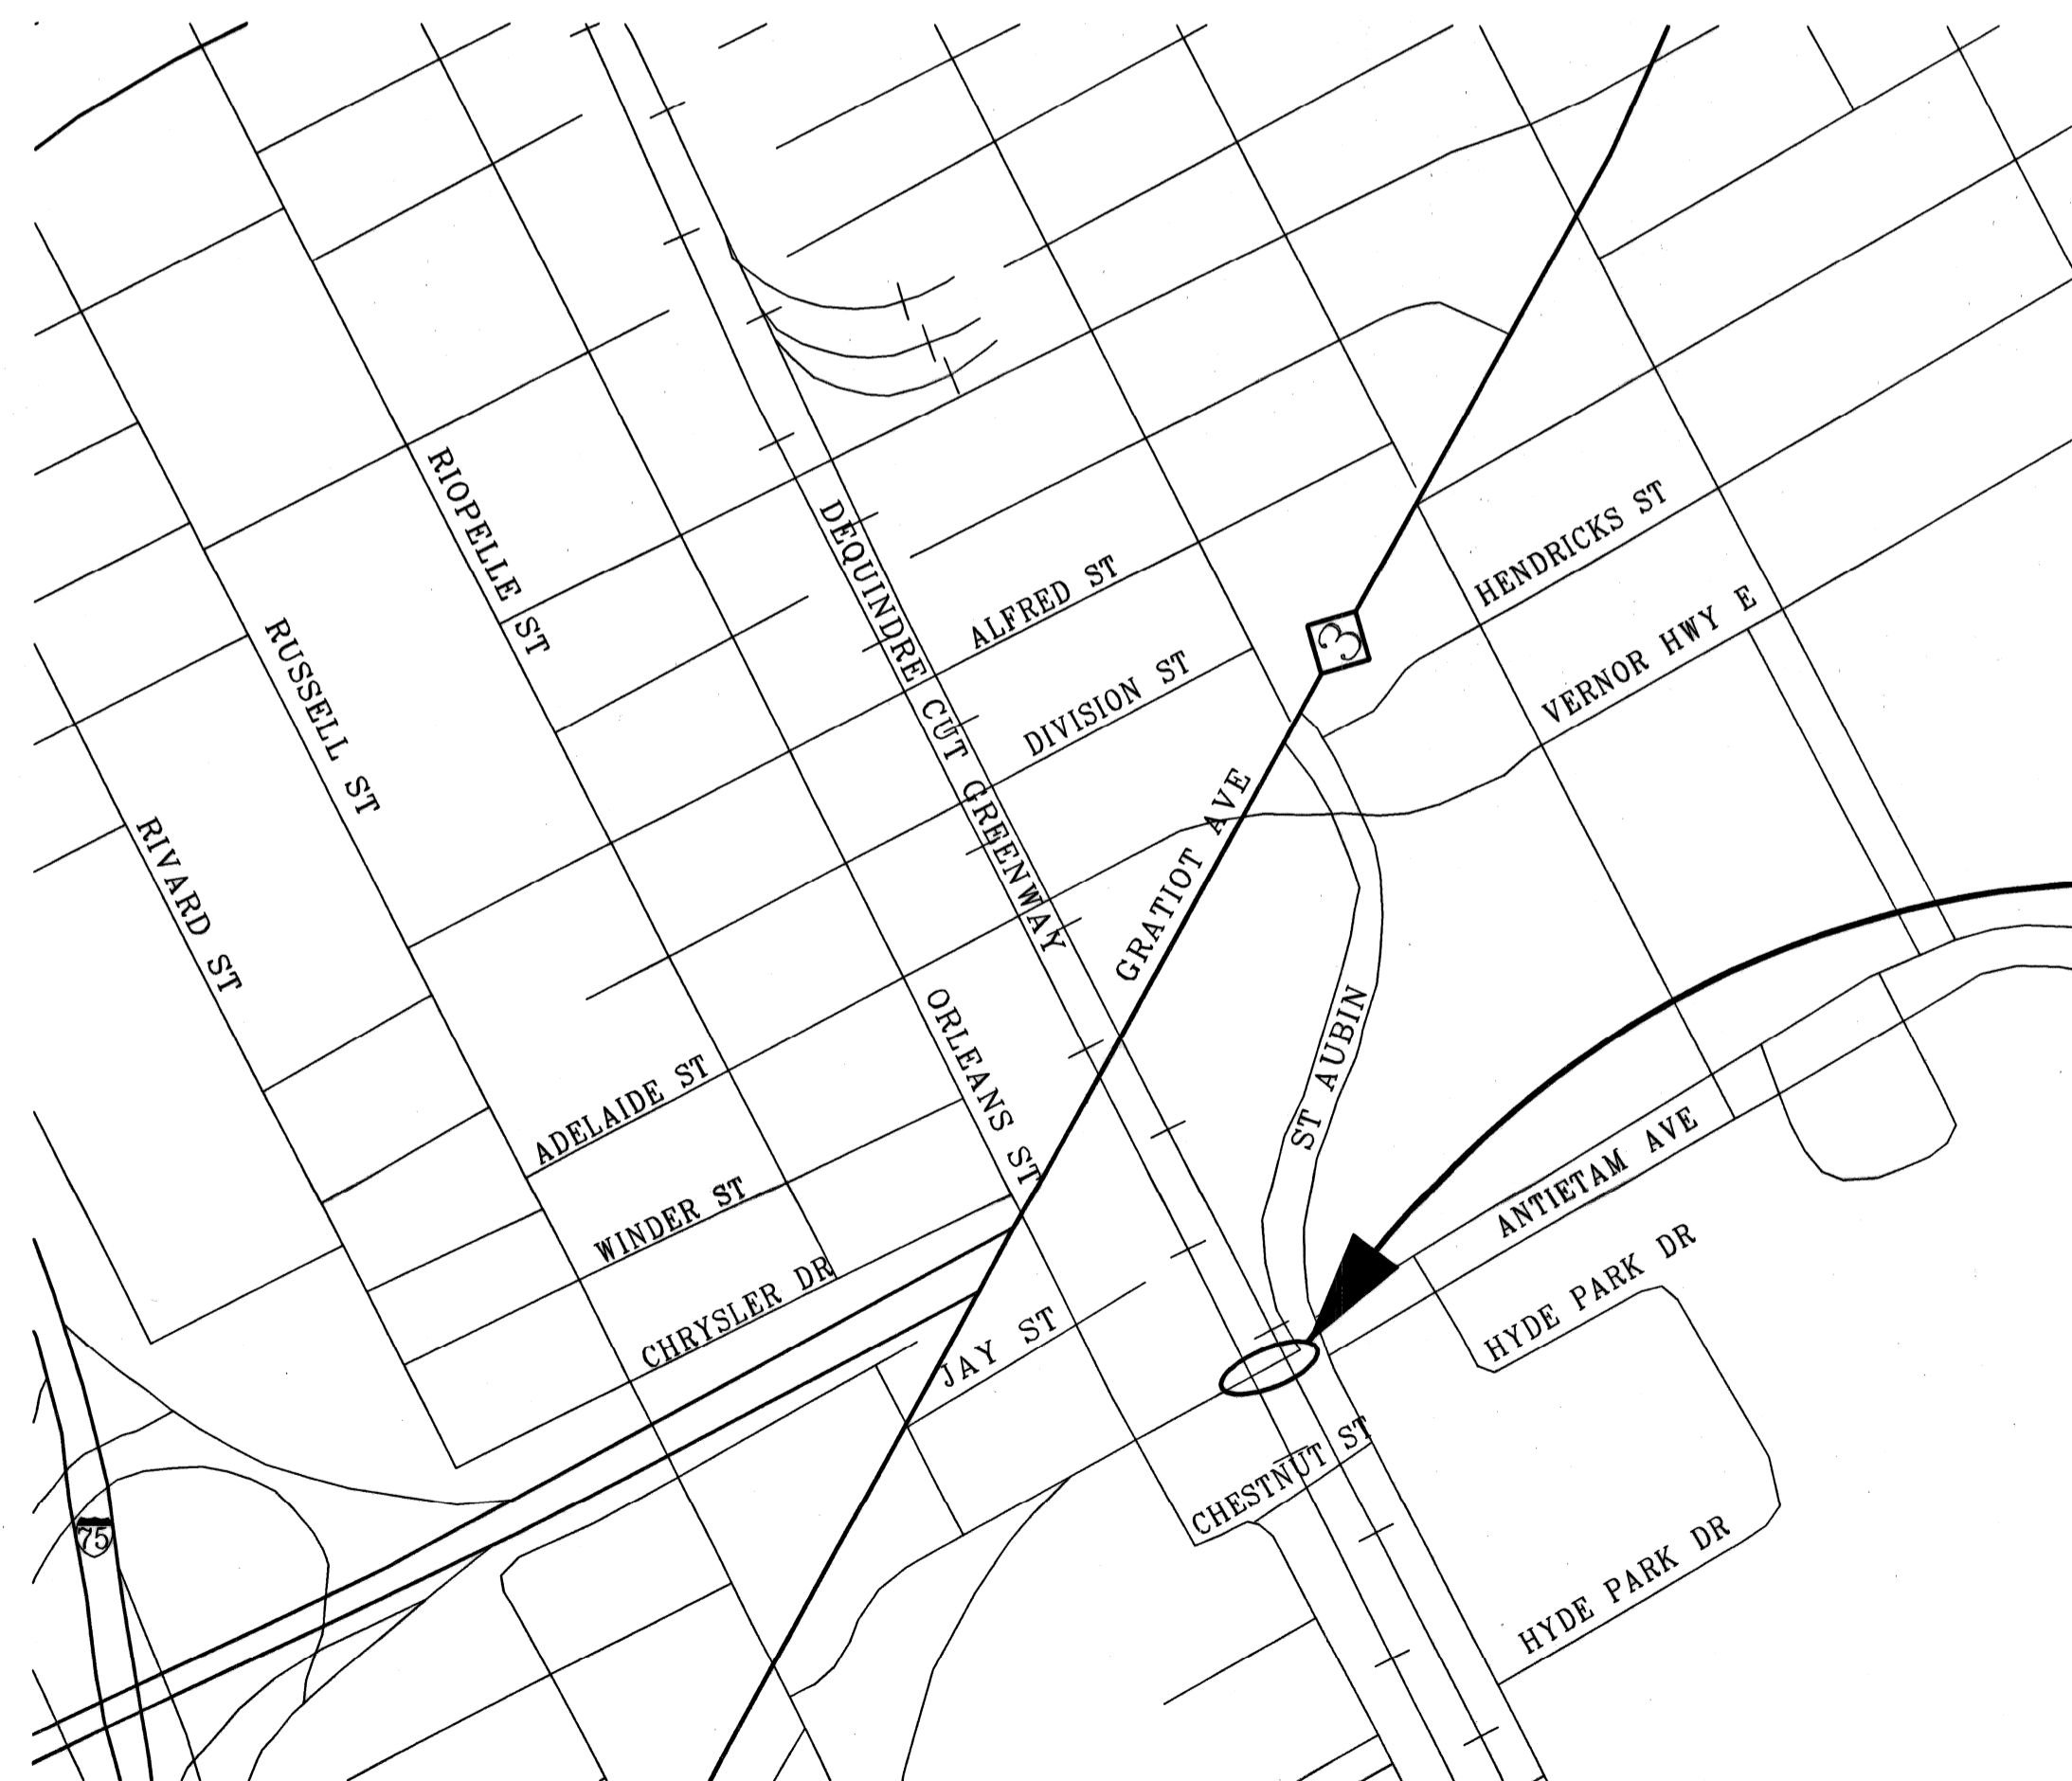 RIOPELLE ST
DEQUINDRE CUT GREENWAY
ALFRED ST
HENDRICKS ST
RUSSELL ST
3
VERNOR HWY E
DIVISION ST
RIVARD ST
GRATIOT AVE
ORLEANS ST
ST AUBIN
ADELAIDE ST
WINDER ST
ANTIETAM AVE
CHRYSLER DR
JAY ST
HYDE PARK DR
CHESTNUT ST
75
HYDE PARK DR